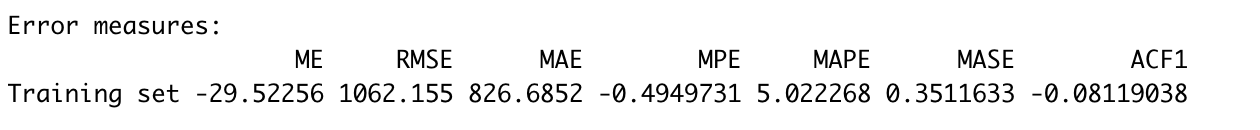 Error measures:
ME RMSE MAE MPE MAPE MASE ACF1
Training set -29.52256 1062.155 826.6852 -0.4949731 5.022268 0.3511633 -0.08119038